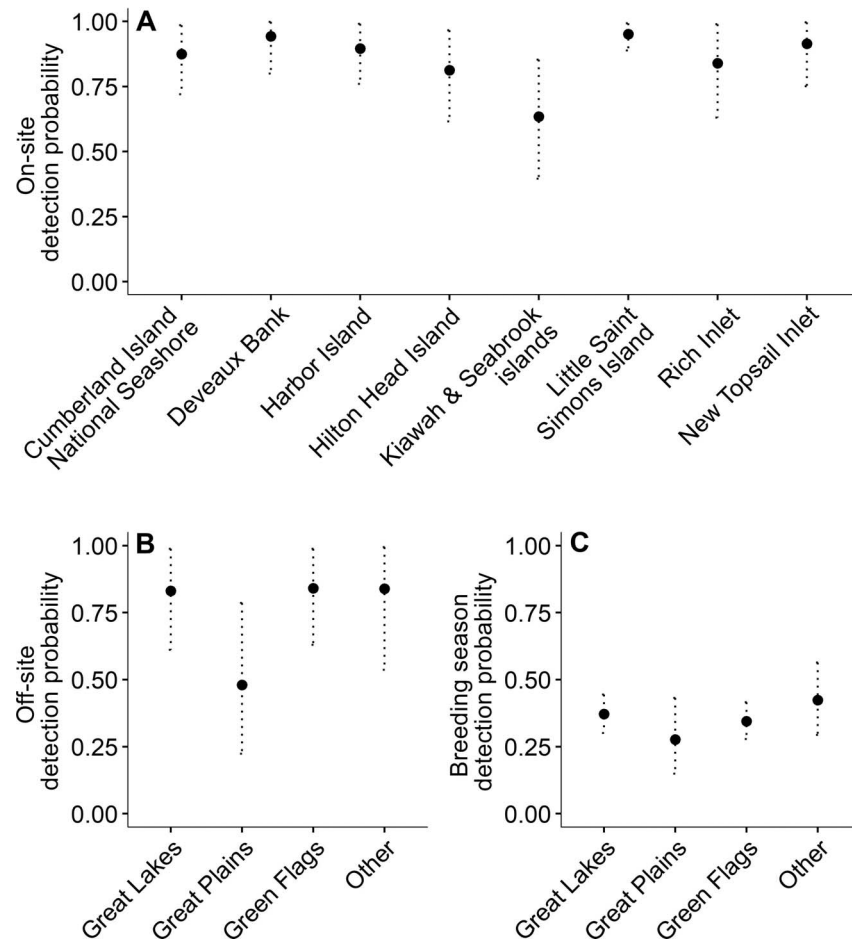 A
On-site
detection probability
1.00
0.75
0.50
0.25
0.00
Cumberland Island
National Seashore
Deveaux Bank
Harbor Island
Hilton Head Island
Kiawah & Seabrook
islands
Little Saint
Simons Island
Rich Inlet
New Topsail Inlet
B
Off-site
detection probability
1.00
0.75
0.50
0.25
0.00
Great Lakes
Great Plains
Green Flags
Other
C
Breeding season
detection probability
1.00
0.75
0.50
0.25
0.00
Great Lakes
Great Plains
Green Flags
Other